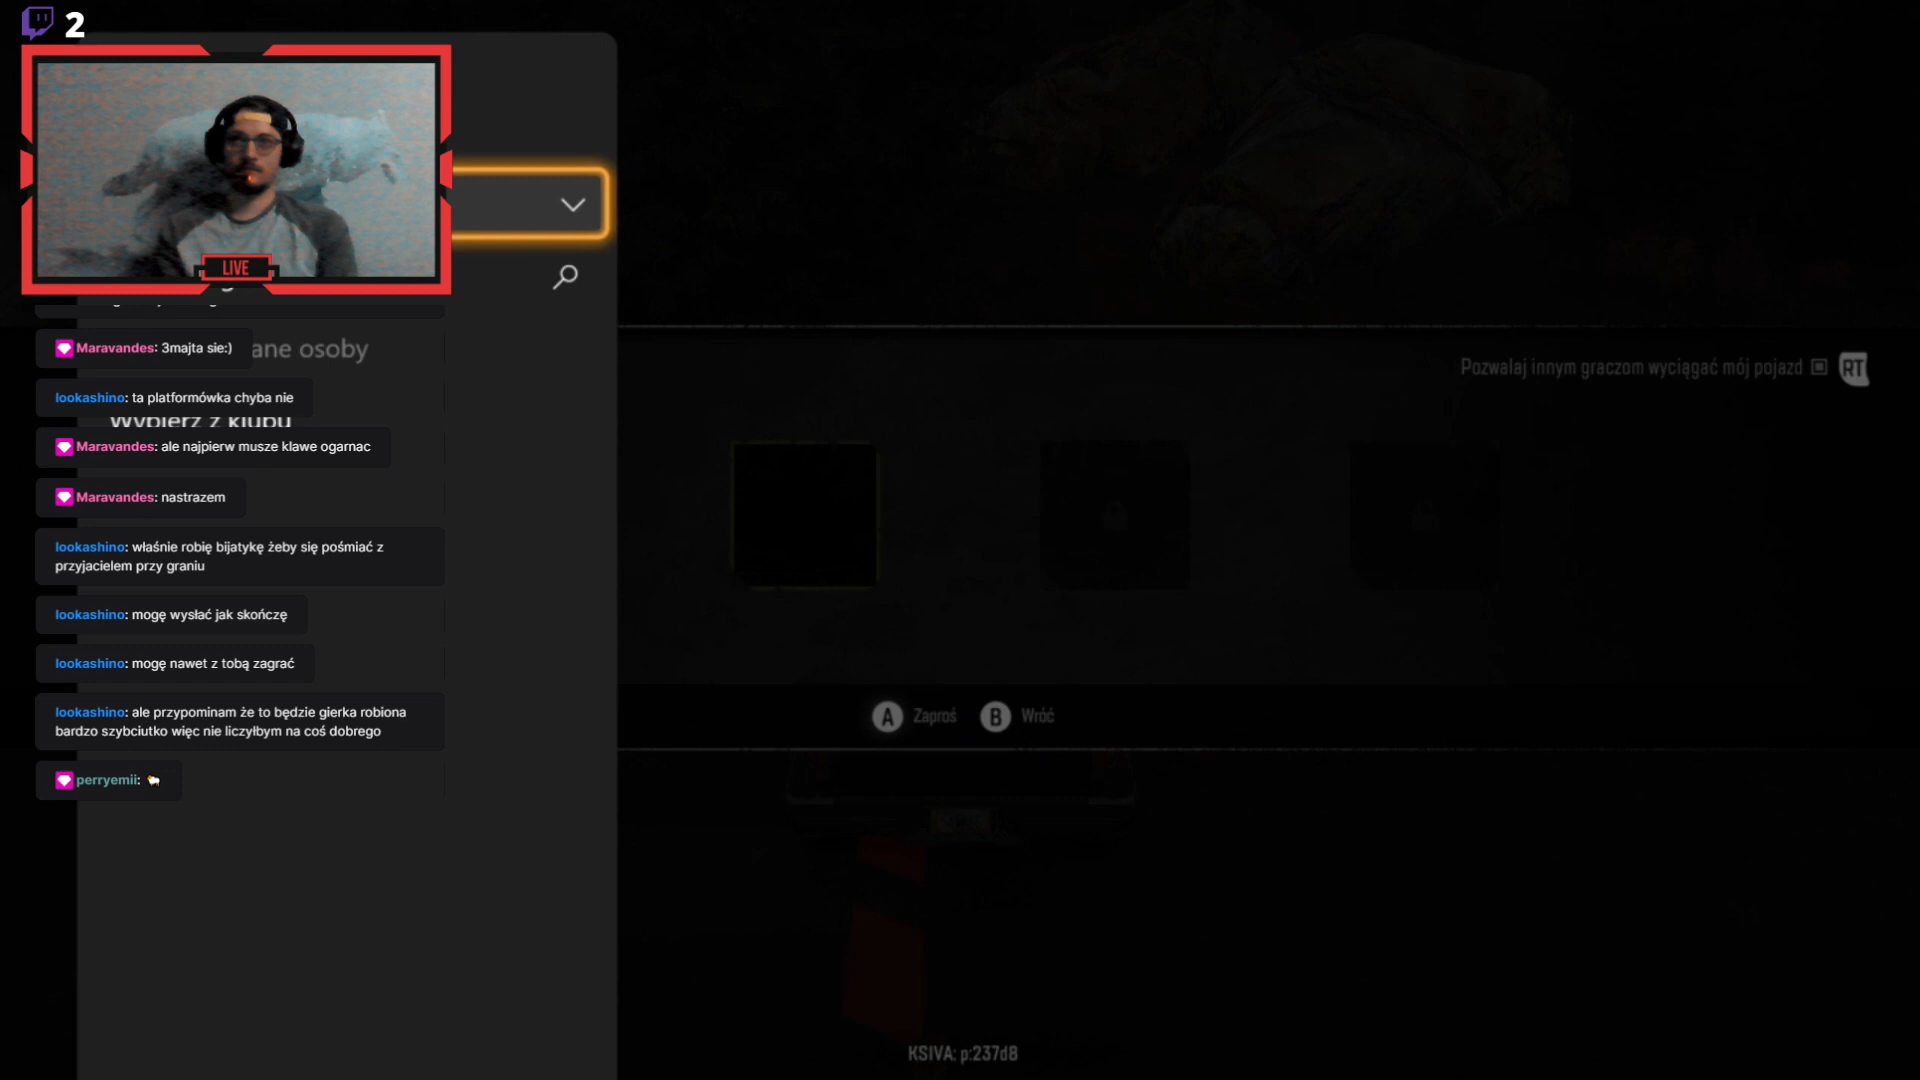 2
LIVE
Maravandes: 3majta sie:)
ane osoby
lookashino: ta platformówka chyba nie
Wybierz z klubu
Maravandes: ale najpierw musze klawe ogarnac
Maravandes: nastrazem
lookashino: właśnie robię bijatykę żeby się pośmiać z
przyjacielem przy graniu
lookashino: mogę wysłać jak skończę
lookashino: mogę nawet z tobą zagrać
lookashino: ale przypominam że to będzie gierka robiona
bardzo szybciutko więc nie liczyłbym na coś dobrego
perryemii:
Pozwalaj innym graczom wyciągać mój pojazd RT
A Zaproś B Wróć
KSIVA: p:237d8